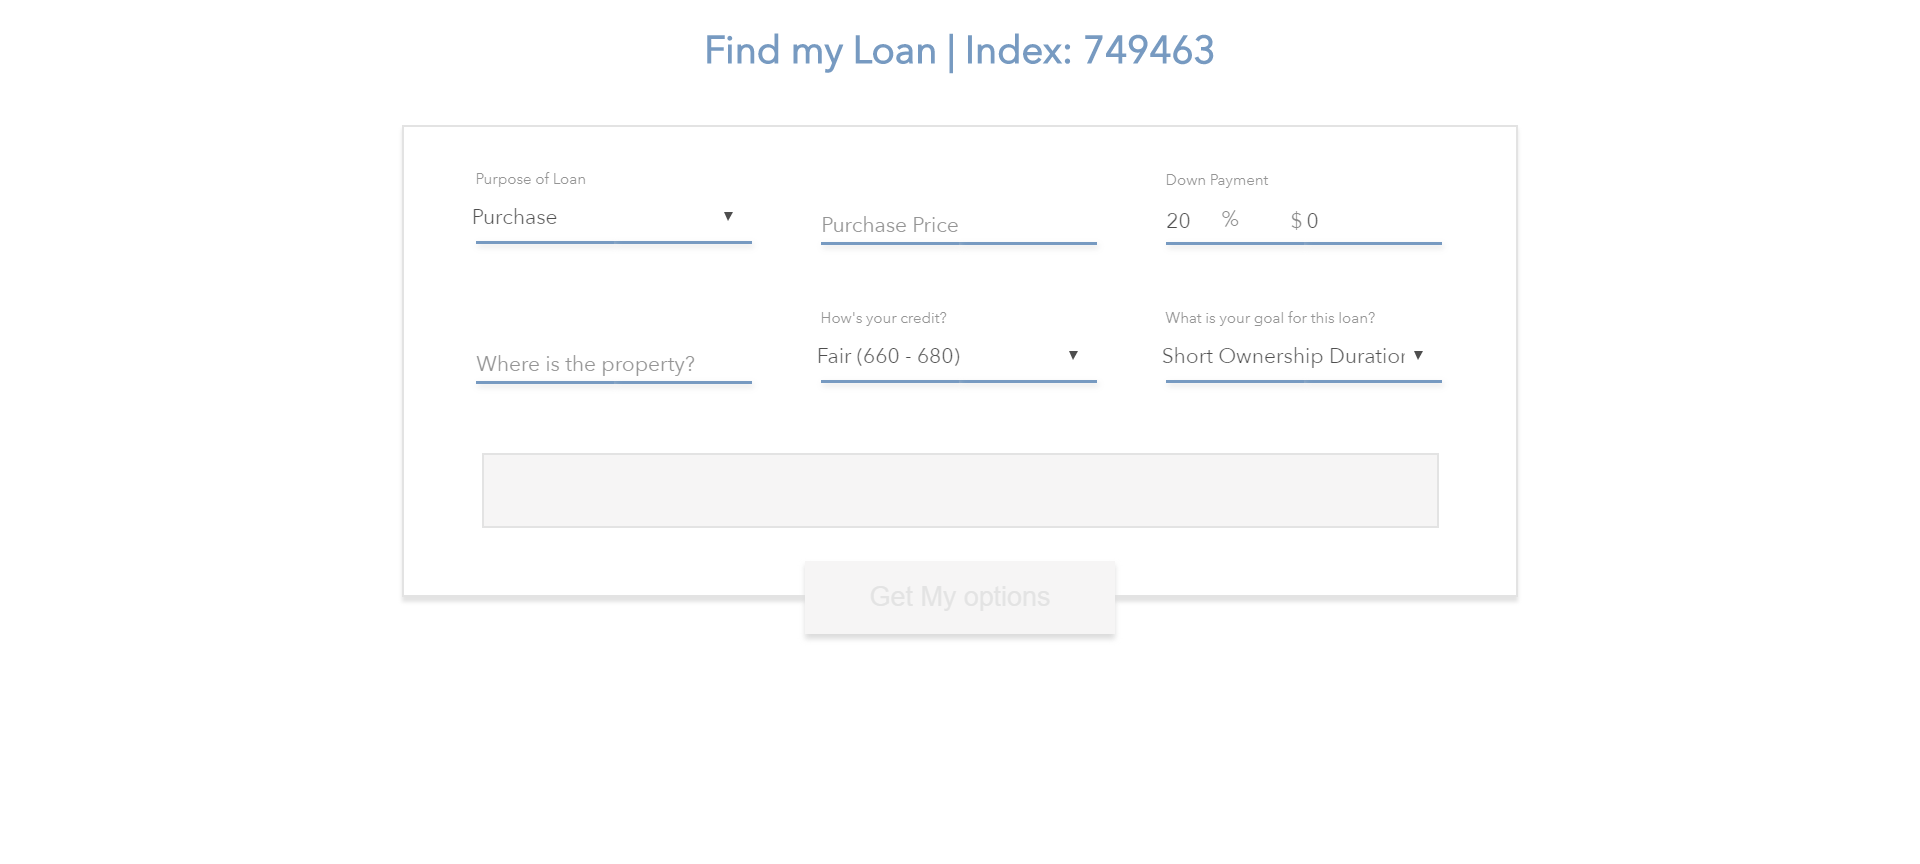 Find my Loan | Index: 749463
Purpose of Loan
Purchase
Purchase Price
Down Payment
20 % $ 0
Where is the property?
How's your credit?
Fair (660 - 680)
What is your goal for this loan?
Short Ownership Duration
Get My options